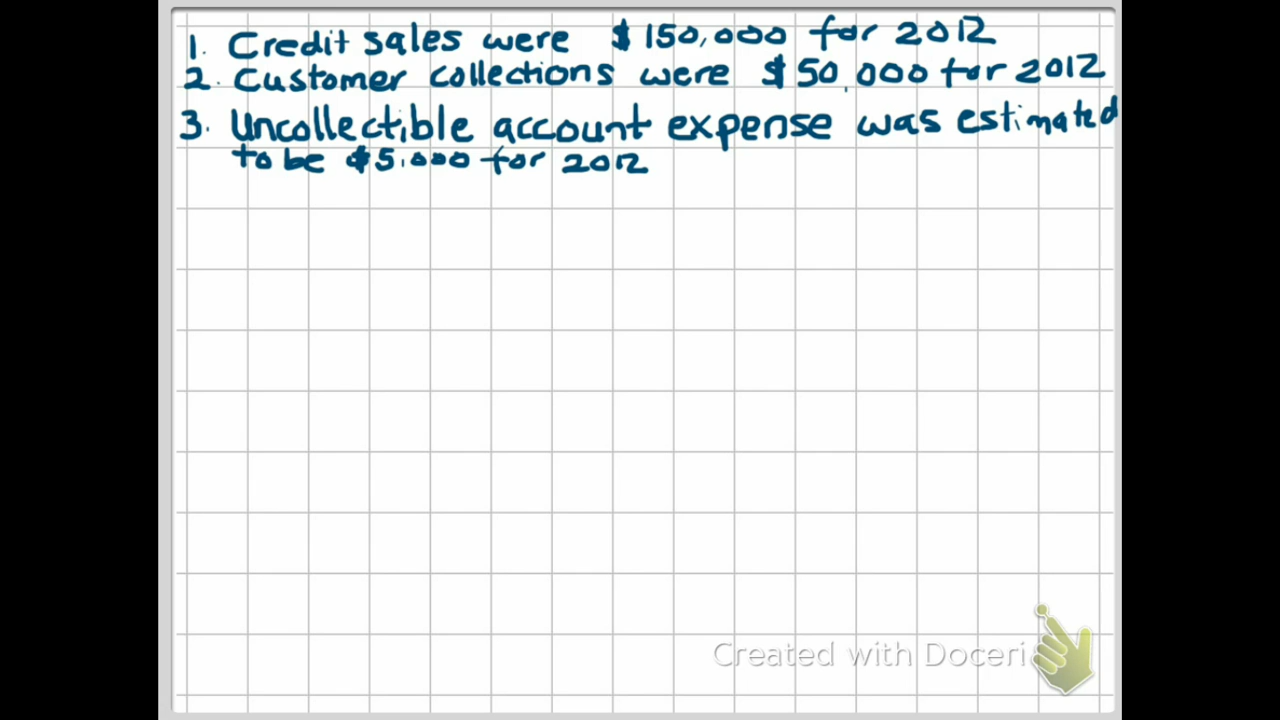 1. Credit sales were $150,000 for 2012
2. Customer collections were $50,000 for 2012
3. Uncollectible account expense was estimated
to be $5,000 for 2012
Created with Doceri